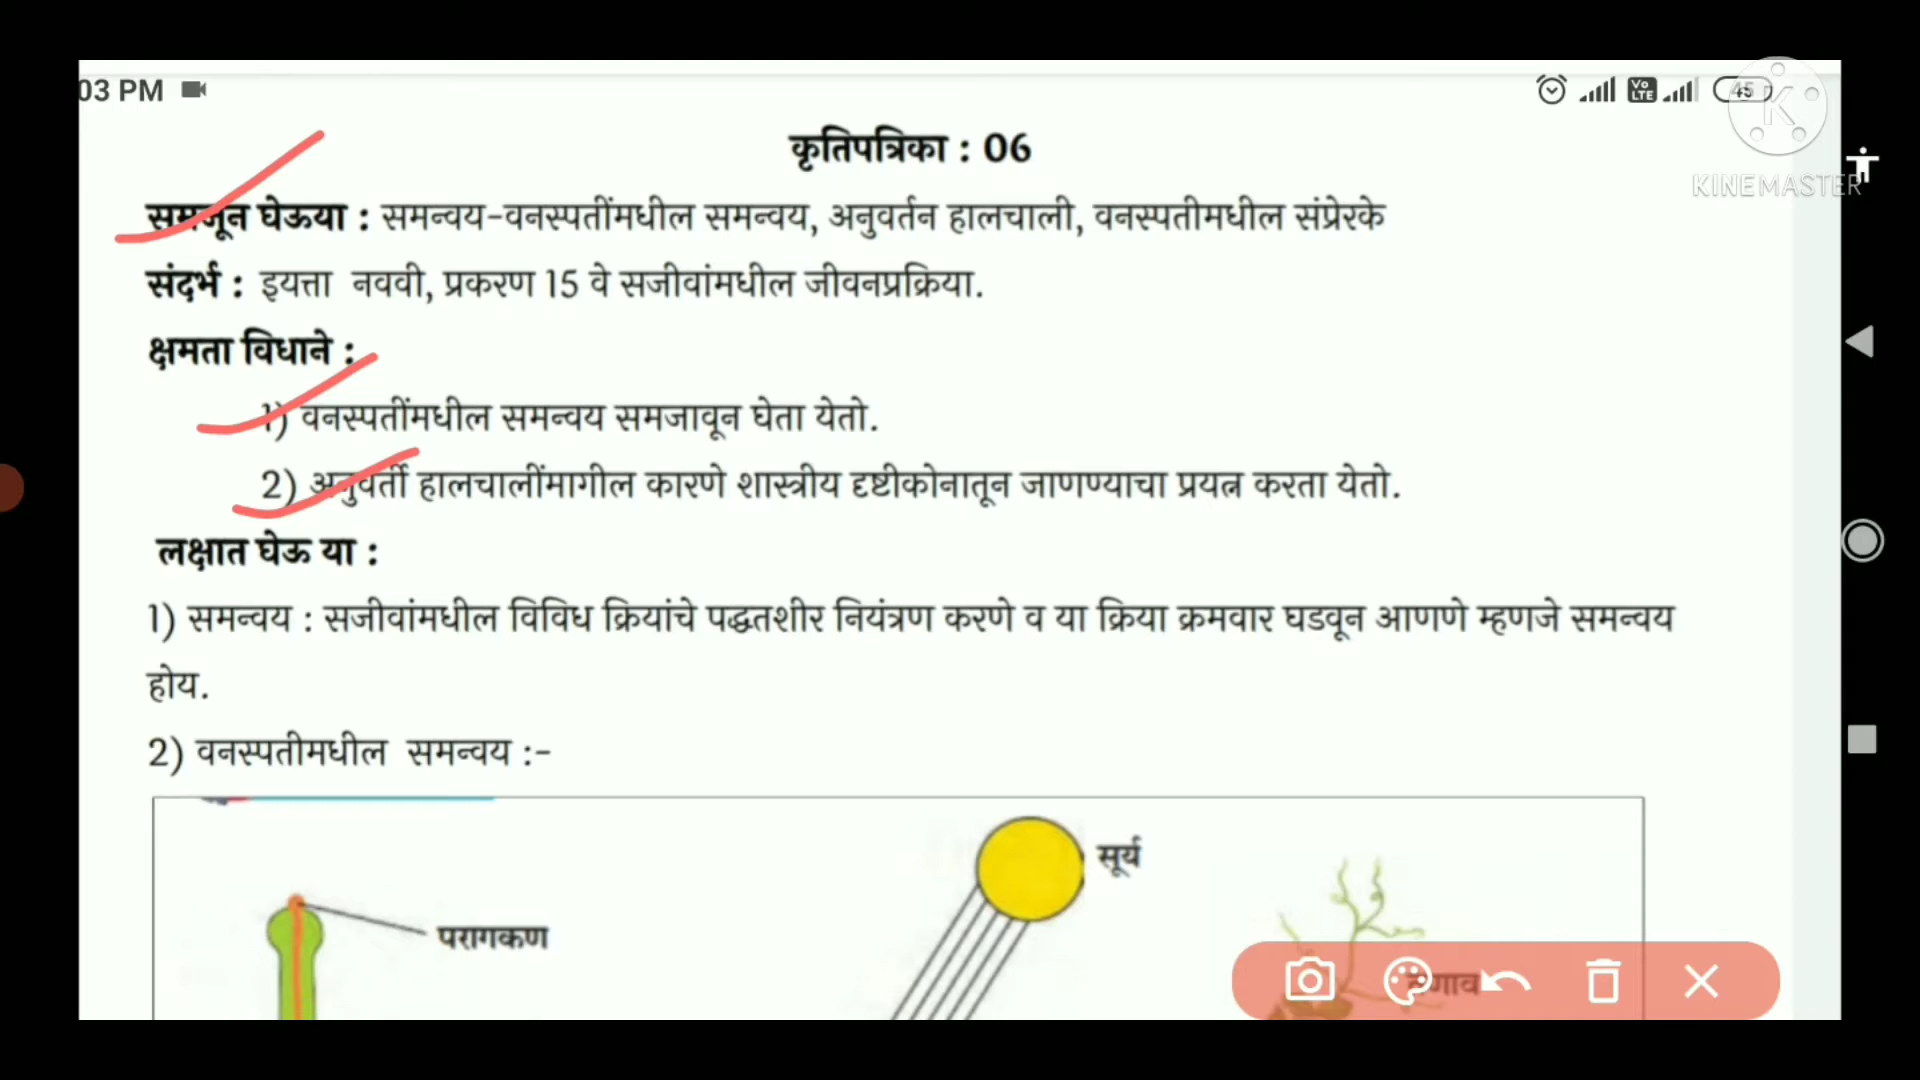 03 PM
45
KINEMASTER
कृतिपत्रिका : 06
समजून घेऊया : समन्वय-वनस्पतींमधील समन्वय, अनुवर्तन हालचाली, वनस्पतीमधील संप्रेरके
संदर्भ : इयत्ता नववी, प्रकरण 15 वे सजीवांमधील जीवनप्रक्रिया.
क्षमता विधाने :
1) वनस्पतींमधील समन्वय समजावून घेता येतो.
2) अनुवर्ती हालचालींमागील कारणे शास्त्रीय दृष्टीकोनातून जाणण्याचा प्रयत्न करता येतो.
लक्षात घेऊ या :
1) समन्वय : सजीवांमधील विविध क्रियांचे पद्धतशीर नियंत्रण करणे व या क्रिया क्रमवार घडवून आणणे म्हणजे समन्वय
होय.
2) वनस्पतीमधील समन्वय :-
सूर्य
परागकण